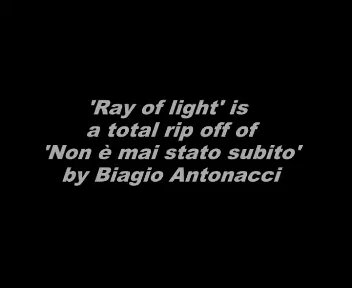 'Ray of light' is
a total rip off of
'Non è mai stato subito'
by Biagio Antonacci